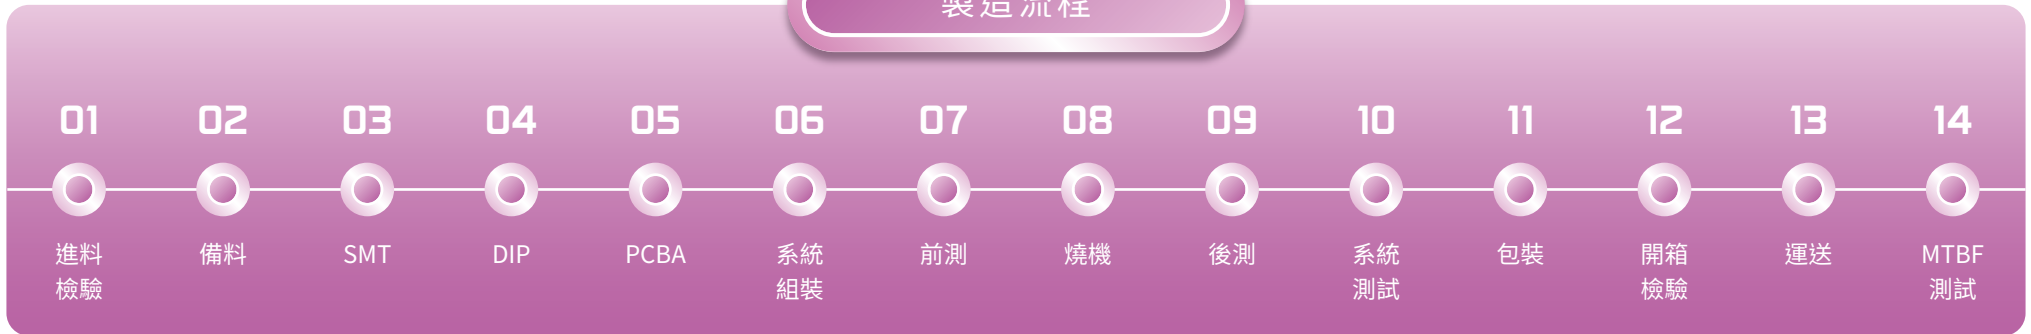 製造流程
01 02 03 04 05 06 07 08 09 10 11 12 13 14
進料 備料 SMT DIP PCBA 系統 前測 燒機 後測 系統 包裝 開箱 運送 MTBF
檢驗 組裝 測試 檢驗 測試